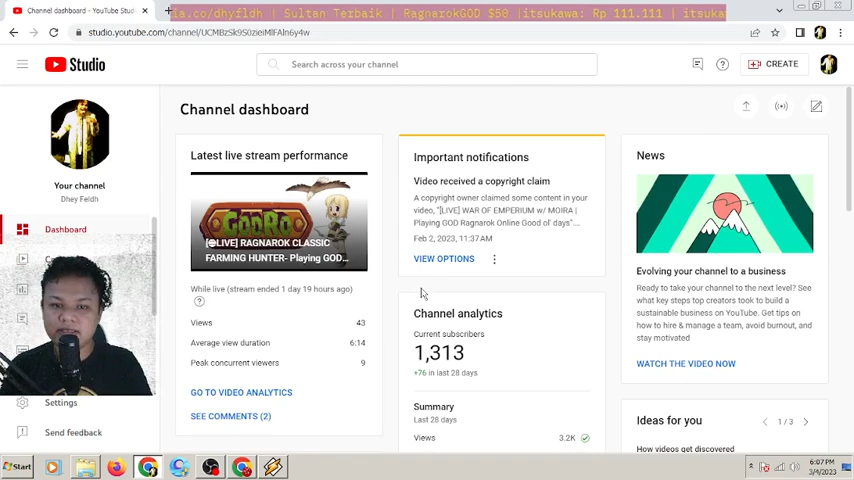 Channel dashboard - YouTube Stud
ia.co/dhyfldh | Sultan Terbaik | RagnarokGOD $50 |itsukawa: Rp 111.111 | itsuka
studio.youtube.com/channel/UCMBzSk9S0zieiMlFAln6y4w
Studio
Search across your channel
CREATE
Your channel
Dhey Feldh
Dashboard
Settings
Send feedback
Channel dashboard
Latest live stream performance
GODRO
[🔴LIVE] RAGNAROK CLASSIC
FARMING HUNTER- Playing GOD...
While live (stream ended 1 day 19 hours ago)
Views 43
Average view duration 6:14
Peak concurrent viewers 9
GO TO VIDEO ANALYTICS
SEE COMMENTS (2)
Important notifications
Video received a copyright claim
A copyright owner claimed some content in your
video, "[LIVE] WAR OF EMPERIUM w/ MOIRA |
Playing GOD Ragnarok Online Good ol' days"....
Feb 2, 2023, 11:37 AM
VIEW OPTIONS
Channel analytics
Current subscribers
1,313
+76 in last 28 days
Summary
Last 28 days
Views 3.2K
News
Evolving your channel to a business
Ready to take your channel to the next level? See
what key steps top creators took to build a
sustainable business on YouTube. Get tips on
how to hire & manage a team, avoid burnout, and
stay motivated
WATCH THE VIDEO NOW
Ideas for you
1 / 3
How videos get discovered
Start
6:07 PM
3/4/2023